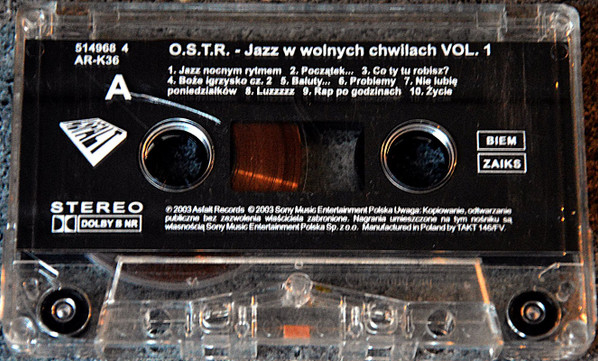 514968 4
AR-K36
O.S.T.R. - Jazz w wolnych chwilach VOL. 1
1. Jazz nocnym rytmem 2. Początek... 3. Co ty tu robisz?
4. Boże igrzysko cz. 2 5. Bałuty... 6. Problemy 7. Nie lubię
poniedziałków 8. Luzzzzz 9. Rap po godzinach 10. Życie
A
ASFALT
BIEM
ZAIKS
STEREO
DOLBY B NR
℗ 2003 Asfalt Records © 2003 Sony Music Entertainment Polska Uwaga: Kopiowanie, odtwarzanie
publiczne bez zezwolenia właściciela zabronione. Nagrania umieszczone na tym nośniku są
własnością Sony Music Entertainment Polska Sp. z o.o. Manufactured in Poland by TAKT 146/FV.